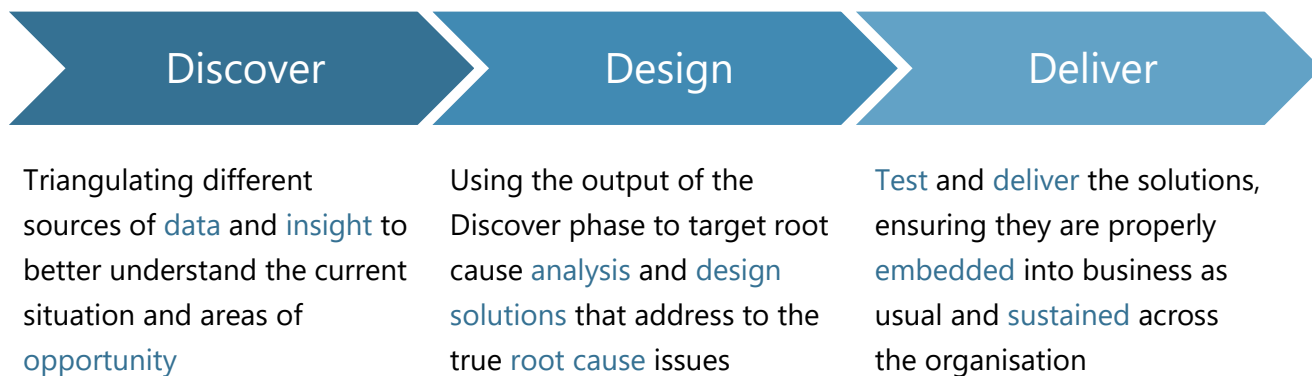 Discover
Design
Deliver
Triangulating different
sources of data and insight to
better understand the current
situation and areas of
opportunity
Using the output of the
Discover phase to target root
cause analysis and design
solutions that address to the
true root cause issues
Test and deliver the solutions,
ensuring they are properly
embedded into business as
usual and sustained across
the organisation